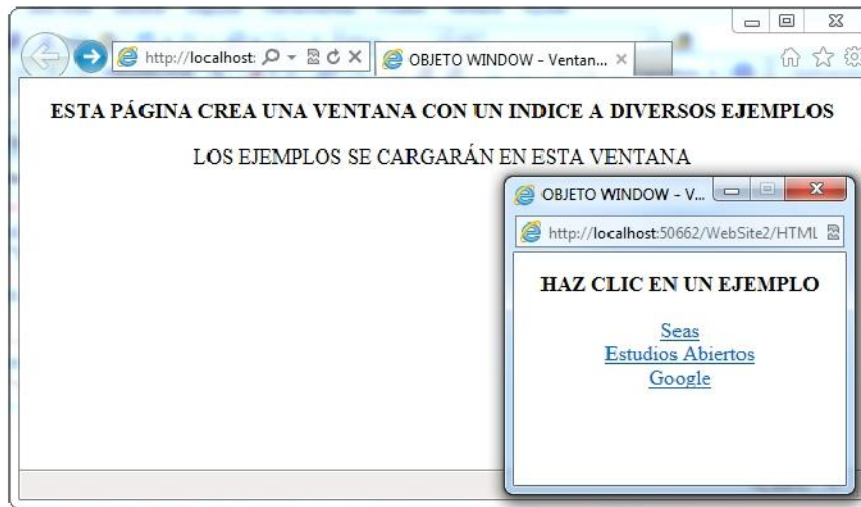 http://localhost:
OBJETO WINDOW - Ventan...
ESTA PÁGINA CREA UNA VENTANA CON UN INDICE A DIVERSOS EJEMPLOS
LOS EJEMPLOS SE CARGARÁN EN ESTA VENTANA
OBJETO WINDOW - V...
http://localhost:50662/WebSite2/HTML
HAZ CLIC EN UN EJEMPLO
Seas
Estudios Abiertos
Google